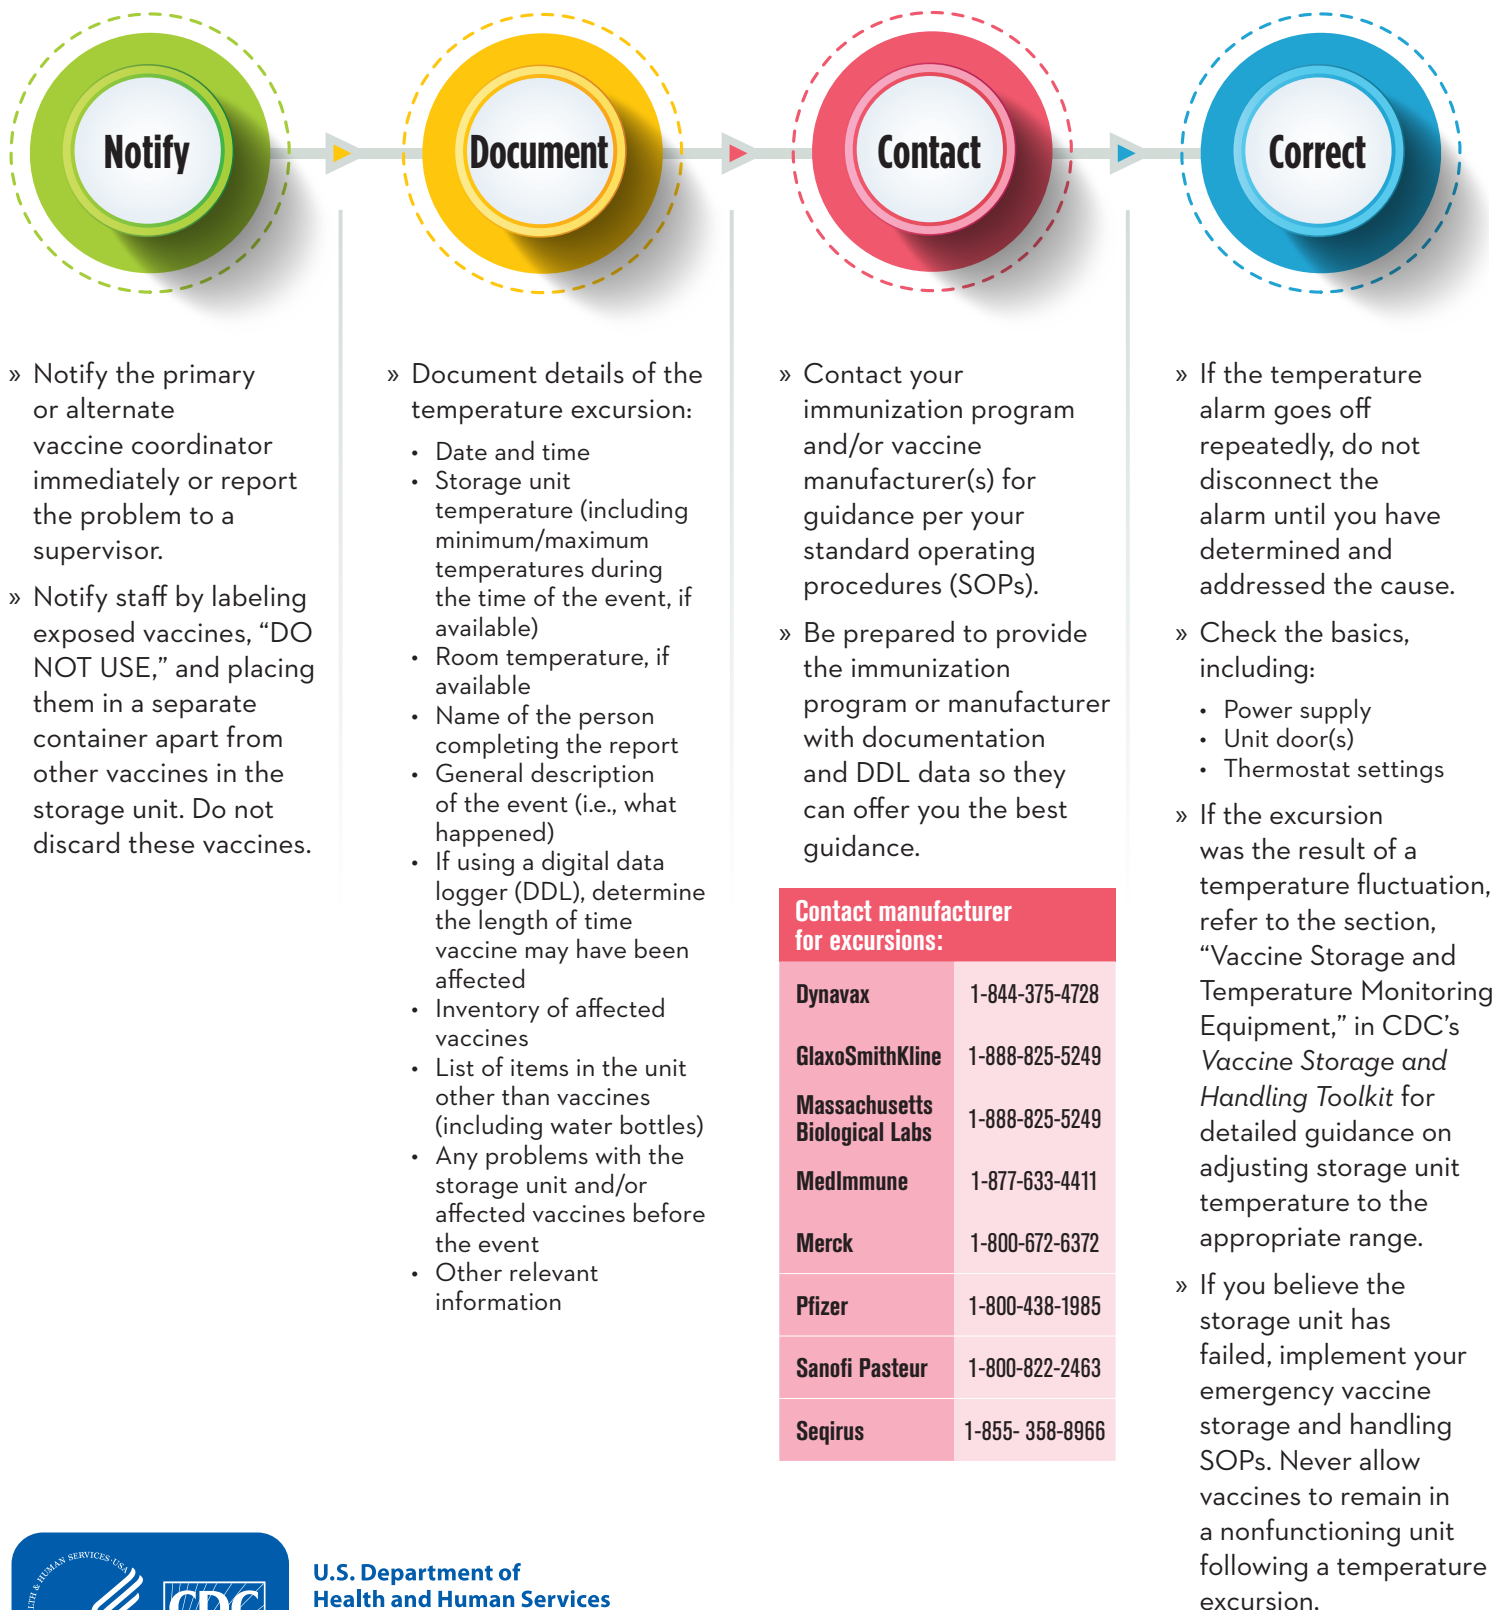 Notify
Document
Contact
Correct
» Notify the primary
or alternate
vaccine coordinator
immediately or report
the problem to a
supervisor.
» Notify staff by labeling
exposed vaccines, “DO
NOT USE,” and placing
them in a separate
container apart from
other vaccines in the
storage unit. Do not
discard these vaccines.
» Document details of the
temperature excursion:
• Date and time
• Storage unit
temperature (including
minimum/maximum
temperatures during
the time of the event, if
available)
• Room temperature, if
available
• Name of the person
completing the report
• General description
of the event (i.e., what
happened)
• If using a digital data
logger (DDL), determine
the length of time
vaccine may have been
affected
• Inventory of affected
vaccines
• List of items in the unit
other than vaccines
(including water bottles)
• Any problems with the
storage unit and/or
affected vaccines before
the event
• Other relevant
information
» Contact your
immunization program
and/or vaccine
manufacturer(s) for
guidance per your
standard operating
procedures (SOPs).
» Be prepared to provide
the immunization
program or manufacturer
with documentation
and DDL data so they
can offer you the best
guidance.
Contact manufacturer
for excursions:
Dynavax 1-844-375-4728
GlaxoSmithKline 1-888-825-5249
Massachusetts
Biological Labs 1-888-825-5249
MedImmune 1-877-633-4411
Merck 1-800-672-6372
Pfizer 1-800-438-1985
Sanofi Pasteur 1-800-822-2463
Seqirus 1-855- 358-8966
» If the temperature
alarm goes off
repeatedly, do not
disconnect the
alarm until you have
determined and
addressed the cause.
» Check the basics,
including:
• Power supply
• Unit door(s)
• Thermostat settings
» If the excursion
was the result of a
temperature fluctuation,
refer to the section,
“Vaccine Storage and
Temperature Monitoring
Equipment,” in CDC’s
Vaccine Storage and
Handling Toolkit for
detailed guidance on
adjusting storage unit
temperature to the
appropriate range.
» If you believe the
storage unit has
failed, implement your
emergency vaccine
storage and handling
SOPs. Never allow
vaccines to remain in
a nonfunctioning unit
following a temperature
excursion.
& HUMAN SERVICES·USA
CDC
U.S. Department of
Health and Human Services